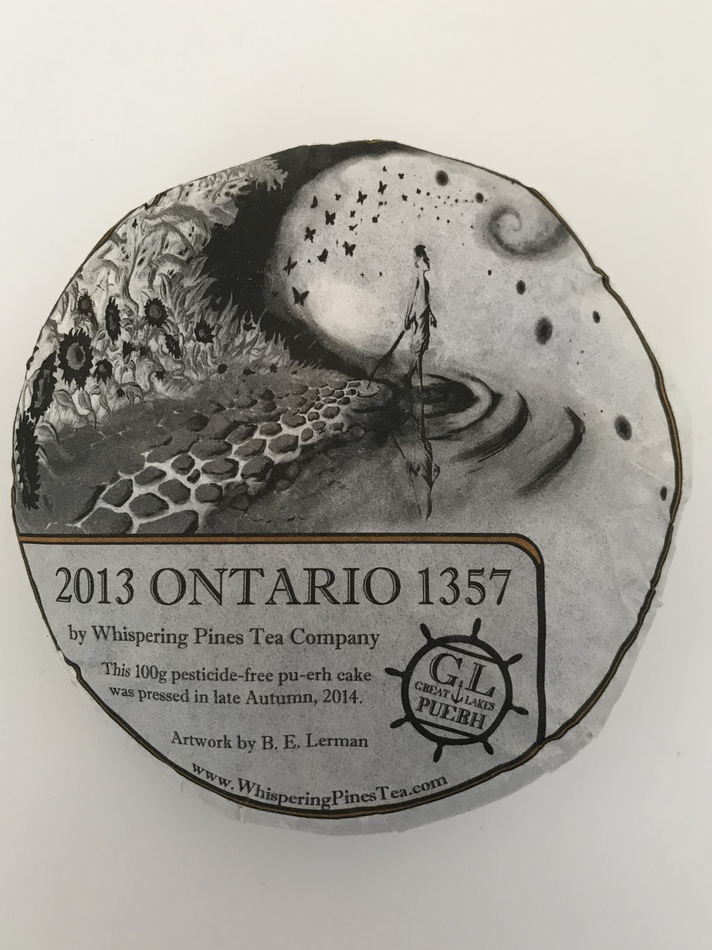 2013 ONTARIO 1357
by Whispering Pines Tea Company
This 100g pesticide-free pu-erh cake
was pressed in late Autumn, 2014.
Artwork by B. E. Lerman
www.WhisperingPinesTea.com
G.L
GREAT LAKES
PUERH